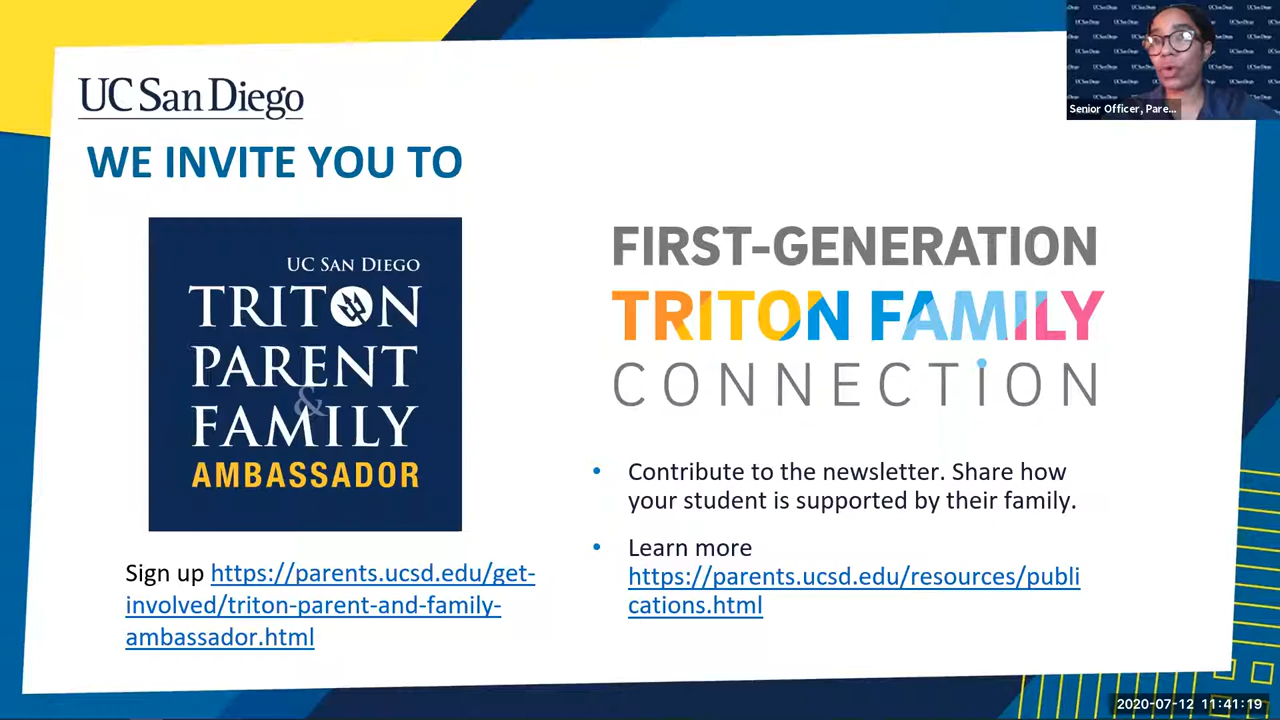 UC San Diego
WE INVITE YOU TO
UC SAN DIEGO
TRITON
PARENT
&
FAMILY
AMBASSADOR
Sign up https://parents.ucsd.edu/get-
involved/triton-parent-and-family-
ambassador.html
FIRST-GENERATION
TRITON FAMILY
CONNECTION
• Contribute to the newsletter. Share how
your student is supported by their family.
• Learn more
https://parents.ucsd.edu/resources/publi
cations.html
Senior Officer, Pare...
2020-07-12 11:41:19